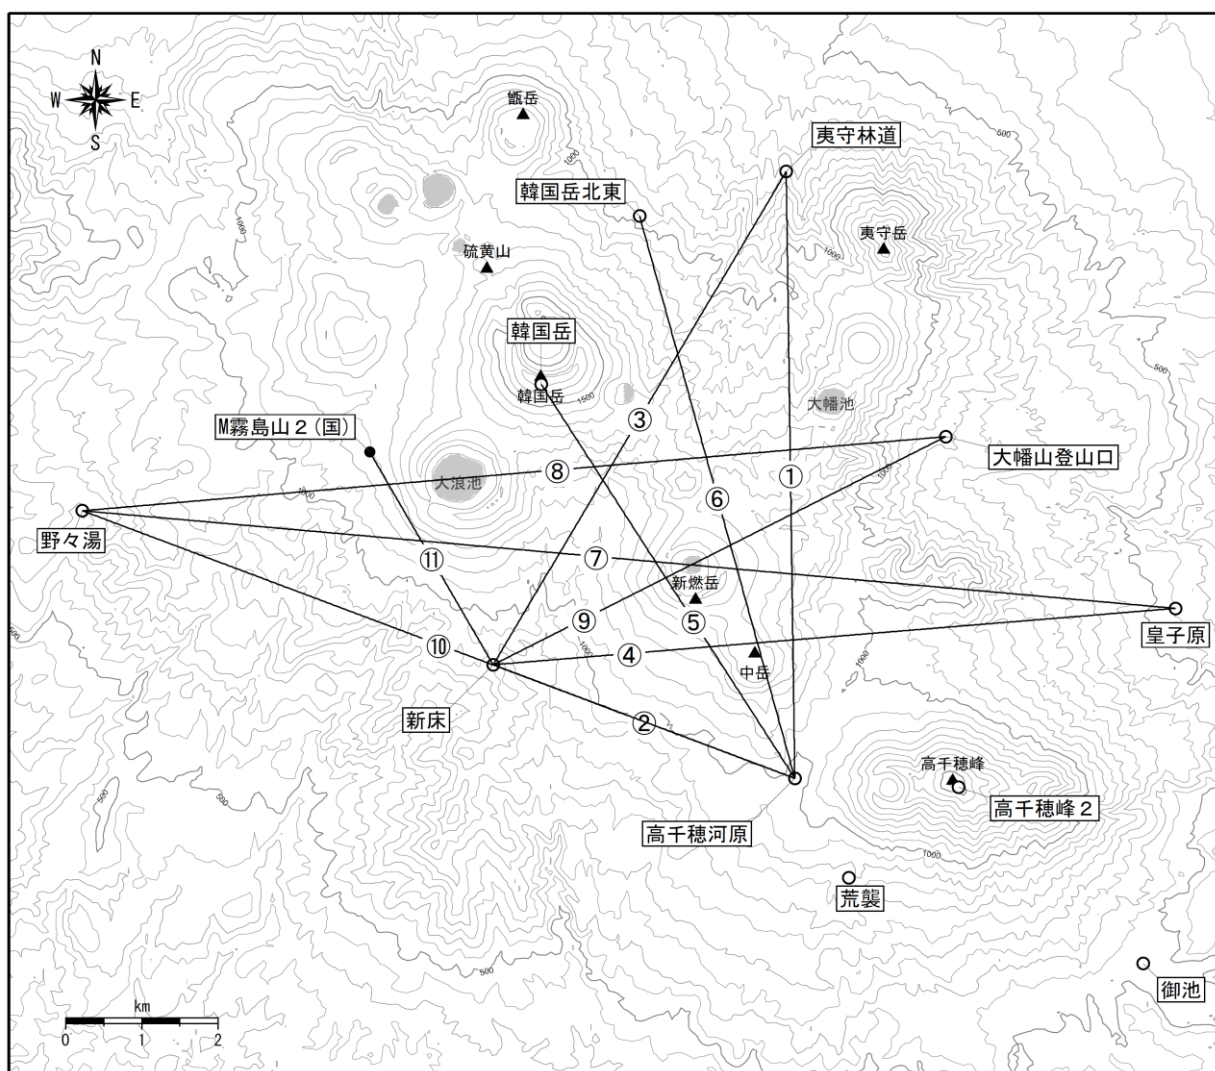 N
W E
S
甑岳
夷守林道
500
1000
韓国岳北東
1000
夷守岳
1000
硫黄山
韓国岳
500
韓国岳
1500
大幡池
③
M霧島山2(国)
大幡山登山口
⑧
①
1000
大浪池
1000
⑥
野々湯
⑪
⑦
新燃岳
⑤
皇子原
500
⑨
⑩
④
1000
1000
中岳
新床
②
高千穂峰
500
500
高千穂峰2
高千穂河原
1000
荒襲
500
御池
km
0 1 2